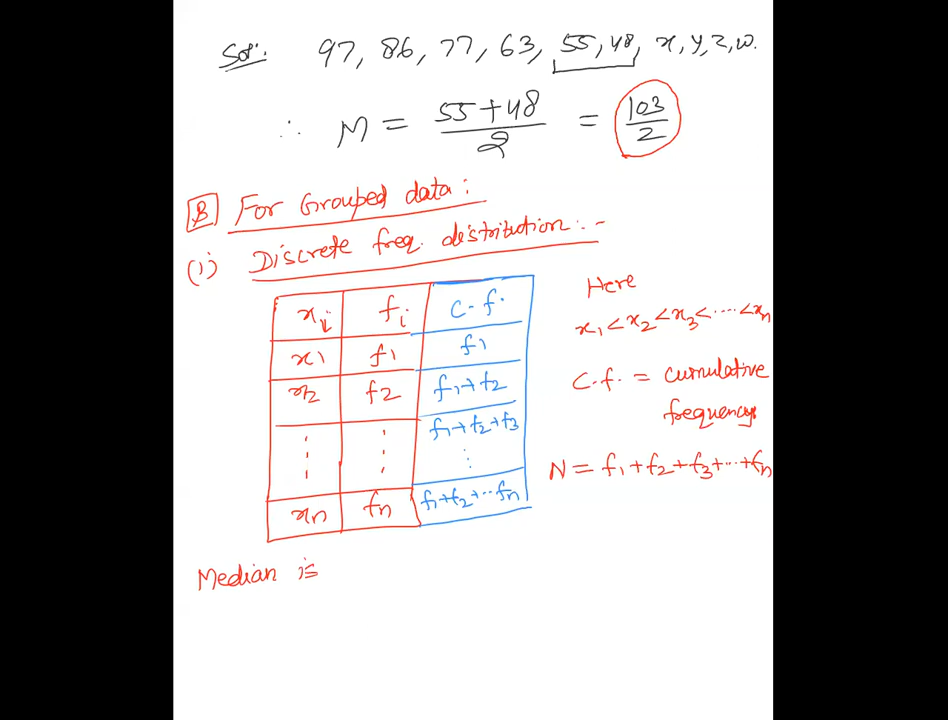 Sol:. 97, 86, 77, 63, 55, 48, x, y, z, w.
∴ M = 55+48/2 = 103/2
B For Grouped data:
(i) Discrete freq. distribution:-
xi fi C.f.
x1 f1 f1
x2 f2 f1+f2
⋮ ⋮ f1+f2+f3
⋮
xn fn f1+f2+...fn
Here
x1<x2<x3<....<xn
C.f. = cumulative
frequency
N = f1+f2+f3+...+fn
Median is